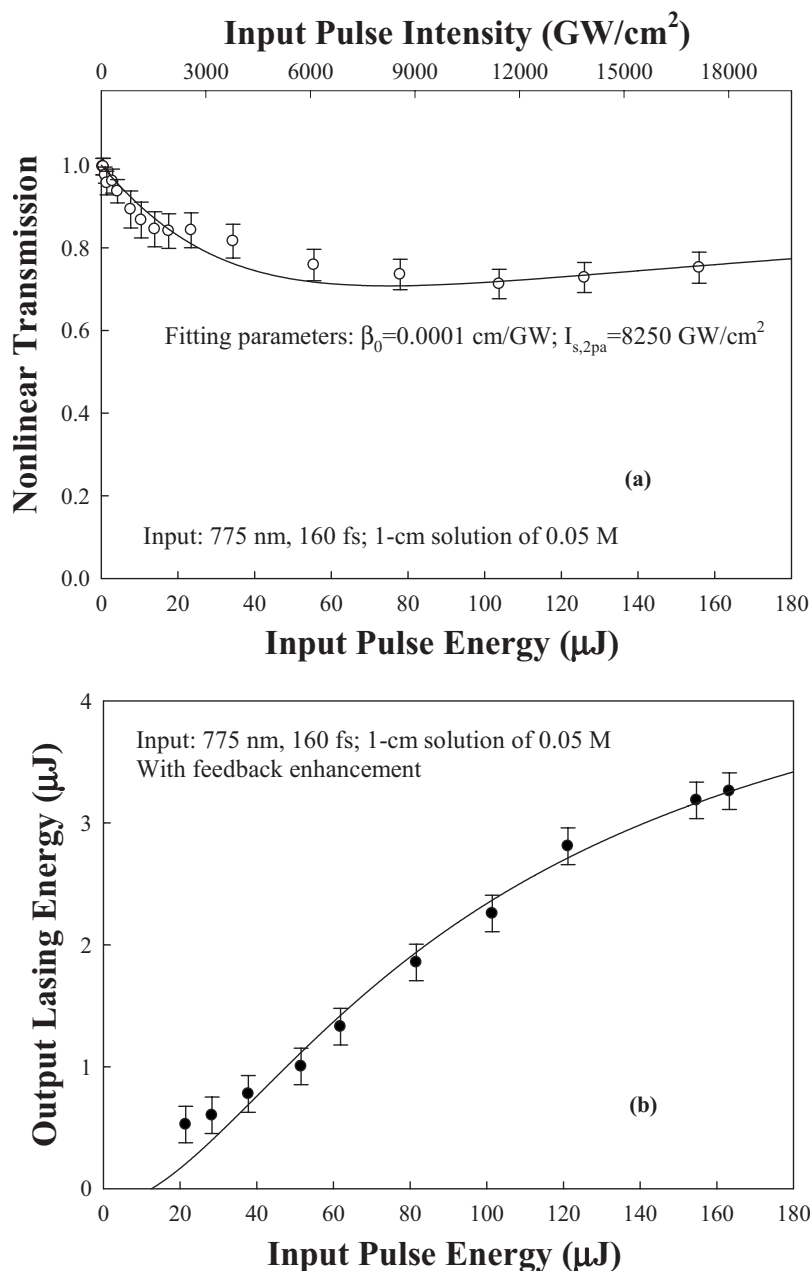 Input Pulse Intensity (GW/cm²)
0 3000 6000 9000 12000 15000 18000
Nonlinear Transmission
1.0
0.8
0.6
0.4
0.2
0.0
Fitting parameters: β₀=0.0001 cm/GW; Iₛ,₂ₚₐ=8250 GW/cm²
(a)
Input: 775 nm, 160 fs; 1-cm solution of 0.05 M
0 20 40 60 80 100 120 140 160 180
Input Pulse Energy (μJ)
Output Lasing Energy (μJ)
4
3
2
1
0
Input: 775 nm, 160 fs; 1-cm solution of 0.05 M
With feedback enhancement
(b)
0 20 40 60 80 100 120 140 160 180
Input Pulse Energy (μJ)